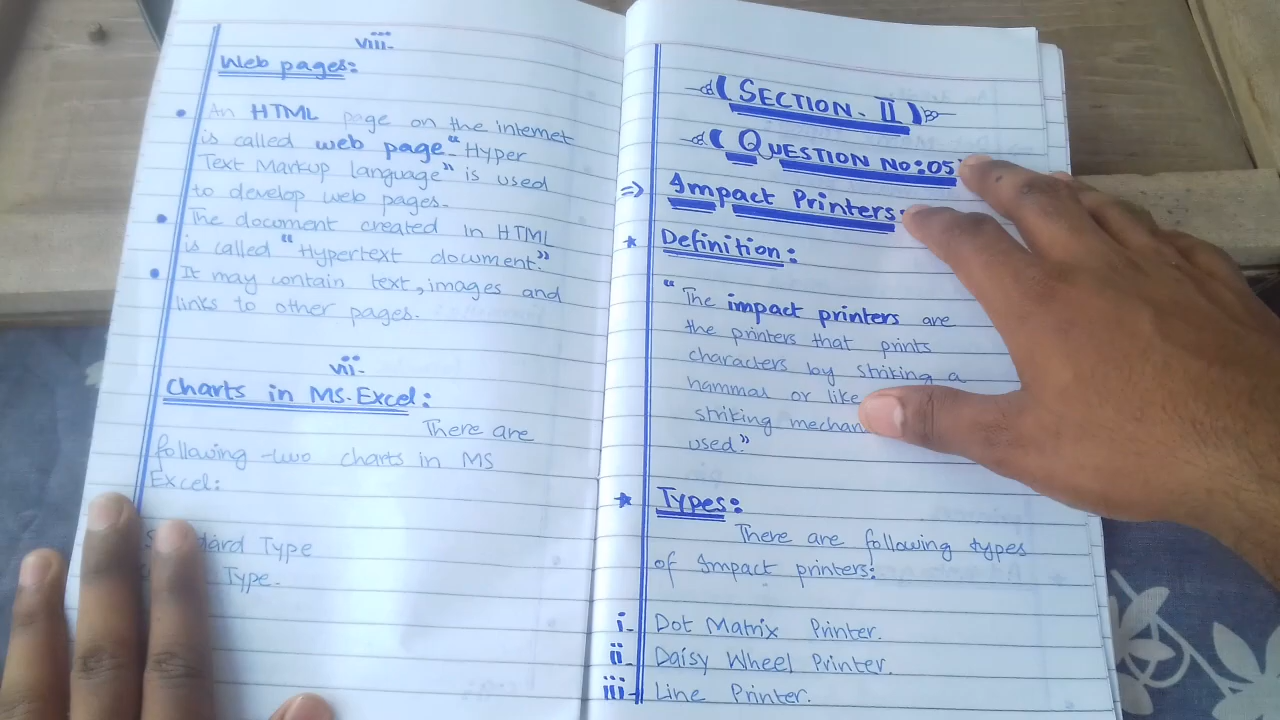 viii-
Web pages:
• An HTML page on the internet
is called web page. "Hyper
Text Markup language" is used
to develop web pages.
• The document created in HTML
is called "Hypertext document."
• It may contain text, images and
links to other pages.
vii-
Charts in MS. Excel:
There are
following two charts in MS
Excel:
Type
Type.
(SECTION. II)
(QUESTION NO:05
⇒ Impact Printers:
* Definition:
"The impact printers are
the printers that prints
characters by striking a
hammar or like
striking
used."
* Types:
There are following types
of Impact printers:
i- Dot Matrix Printer.
ii- Daisy Wheel Printer.
iii- Line Printer.